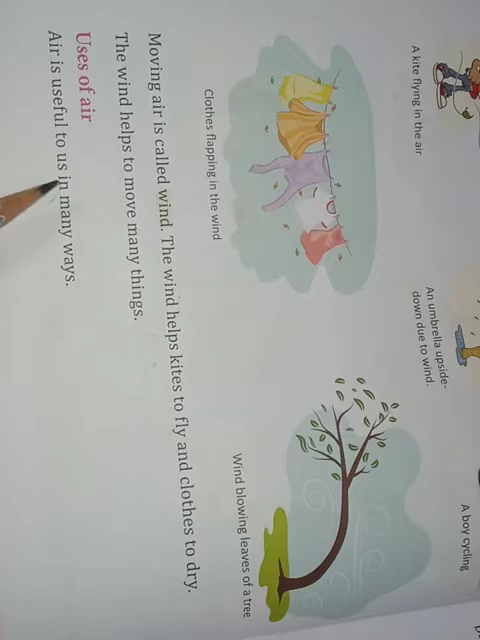 A kite flying in the air
An umbrella upside-
down due to wind.
A boy cycling
Clothes flapping in the wind
Wind blowing leaves of a tree
Moving air is called wind. The wind helps kites to fly and clothes to dry.
The wind helps to move many things.
Uses of air
Air is useful to us in many ways.